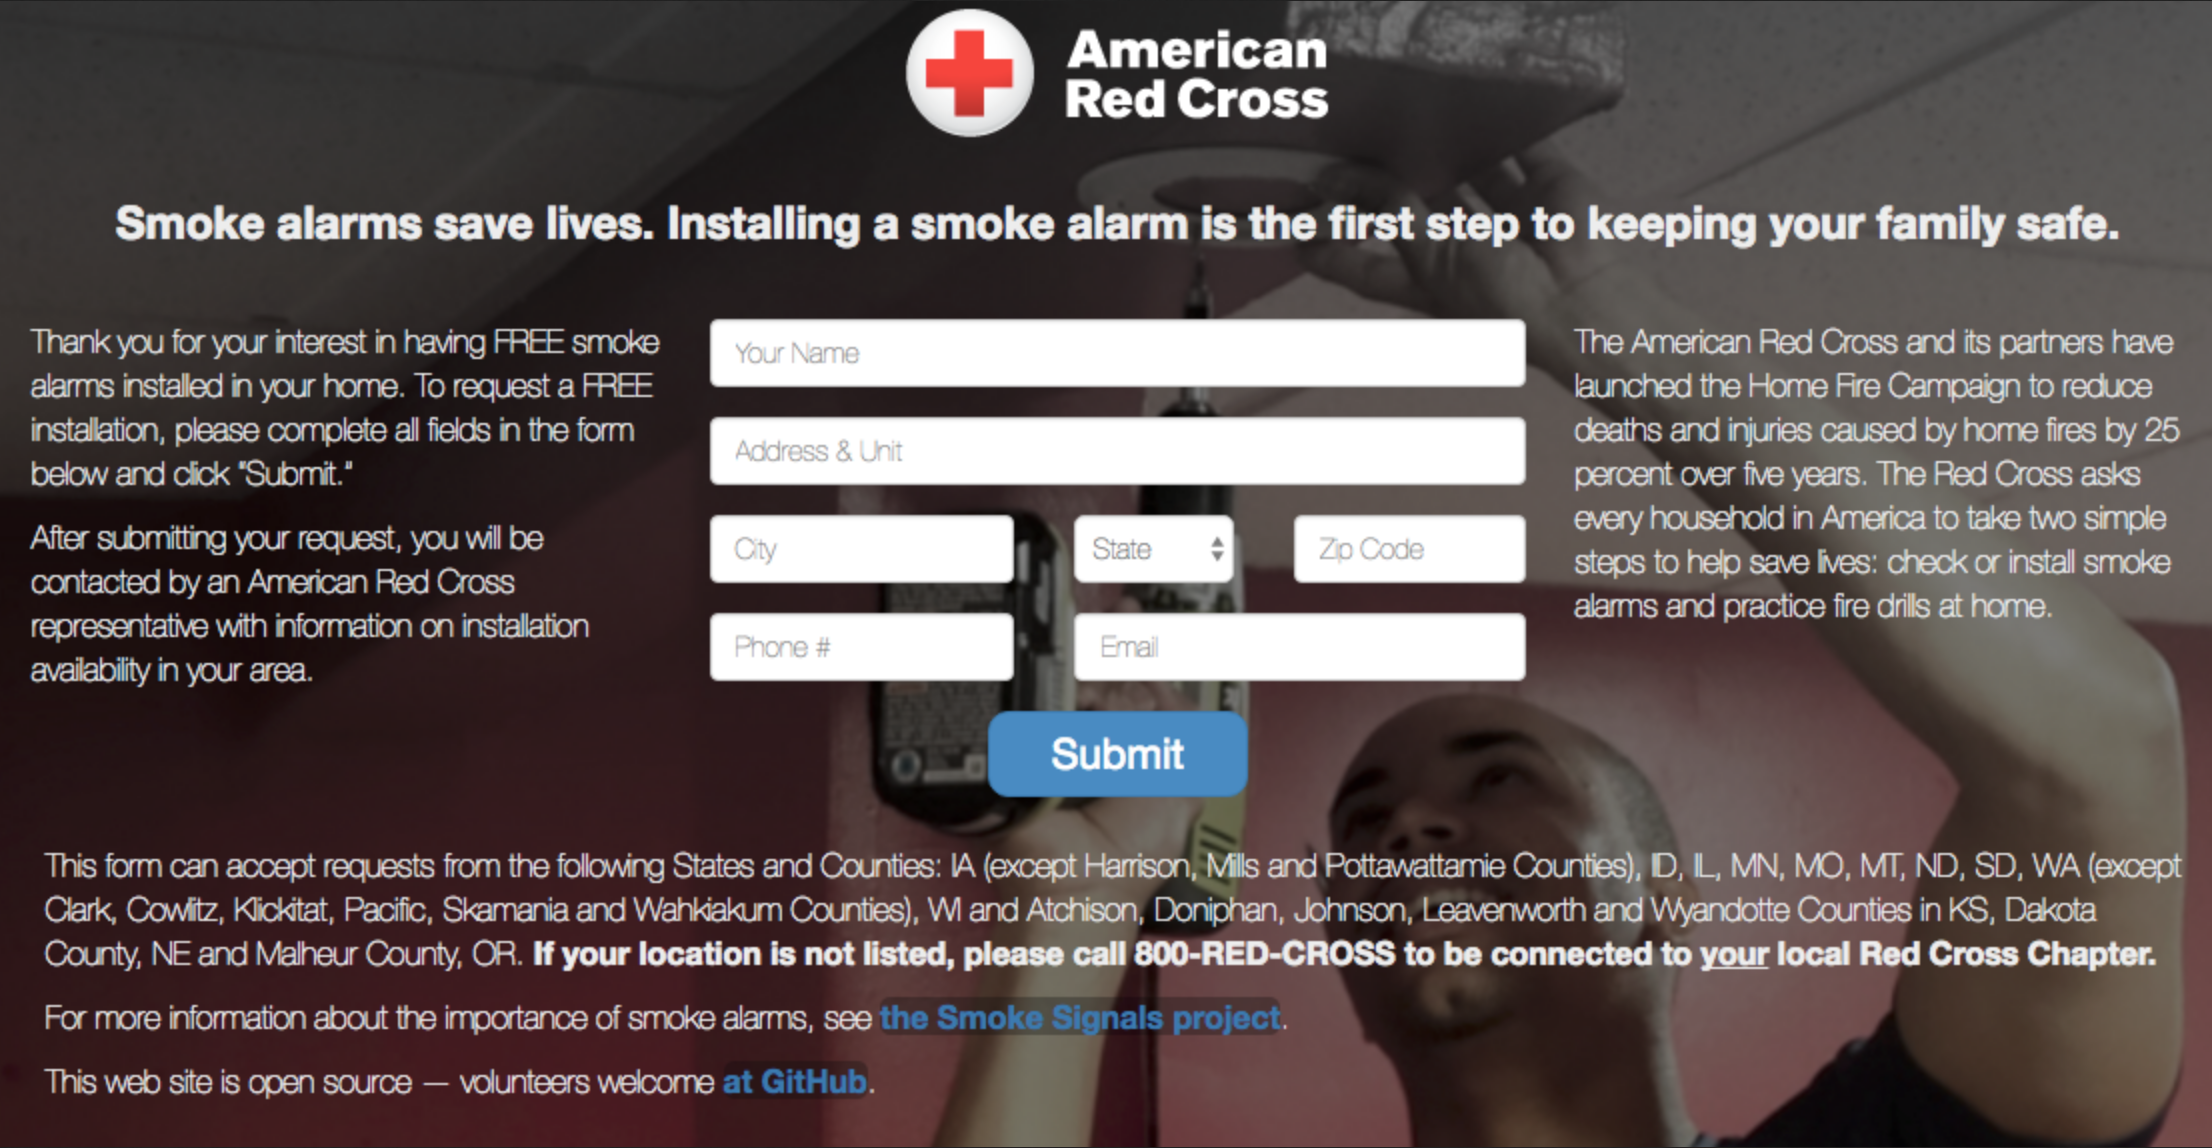 American
Red Cross
Smoke alarms save lives. Installing a smoke alarm is the first step to keeping your family safe.
Thank you for your interest in having FREE smoke
alarms installed in your home. To request a FREE
installation, please complete all fields in the form
below and click "Submit."
After submitting your request, you will be
contacted by an American Red Cross
representative with information on installation
availability in your area.
Your Name
Address & Unit
City
State
Zip Code
Phone #
Email
Submit
The American Red Cross and its partners have
launched the Home Fire Campaign to reduce
deaths and injuries caused by home fires by 25
percent over five years. The Red Cross asks
every household in America to take two simple
steps to help save lives: check or install smoke
alarms and practice fire drills at home.
This form can accept requests from the following States and Counties: IA (except Harrison, Mills and Pottawattamie Counties), ID, IL, MN, MO, MT, ND, SD, WA (except
Clark, Cowlitz, Klickitat, Pacific, Skamania and Wahkiakum Counties), WI and Atchison, Doniphan, Johnson, Leavenworth and Wyandotte Counties in KS, Dakota
County, NE and Malheur County, OR. If your location is not listed, please call 800-RED-CROSS to be connected to your local Red Cross Chapter.
For more information about the importance of smoke alarms, see the Smoke Signals project.
This web site is open source — volunteers welcome at GitHub.